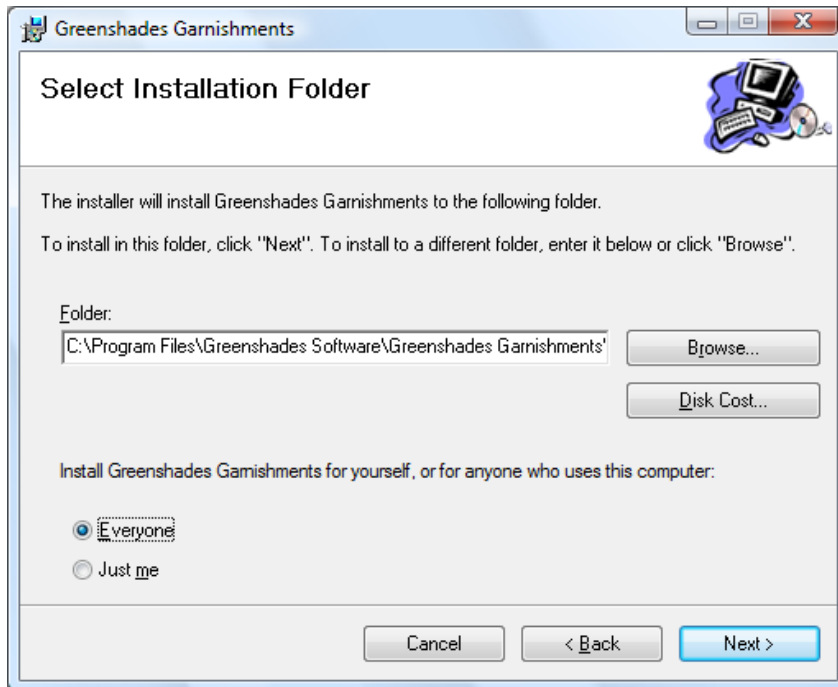 Greenshades Garnishments
Select Installation Folder
The installer will install Greenshades Garnishments to the following folder.
To install in this folder, click "Next". To install to a different folder, enter it below or click "Browse".
Folder:
C:\Program Files\Greenshades Software\Greenshades Garnishments\
Browse...
Disk Cost...
Install Greenshades Garnishments for yourself, or for anyone who uses this computer:
Everyone
Just me
Cancel
< Back
Next >